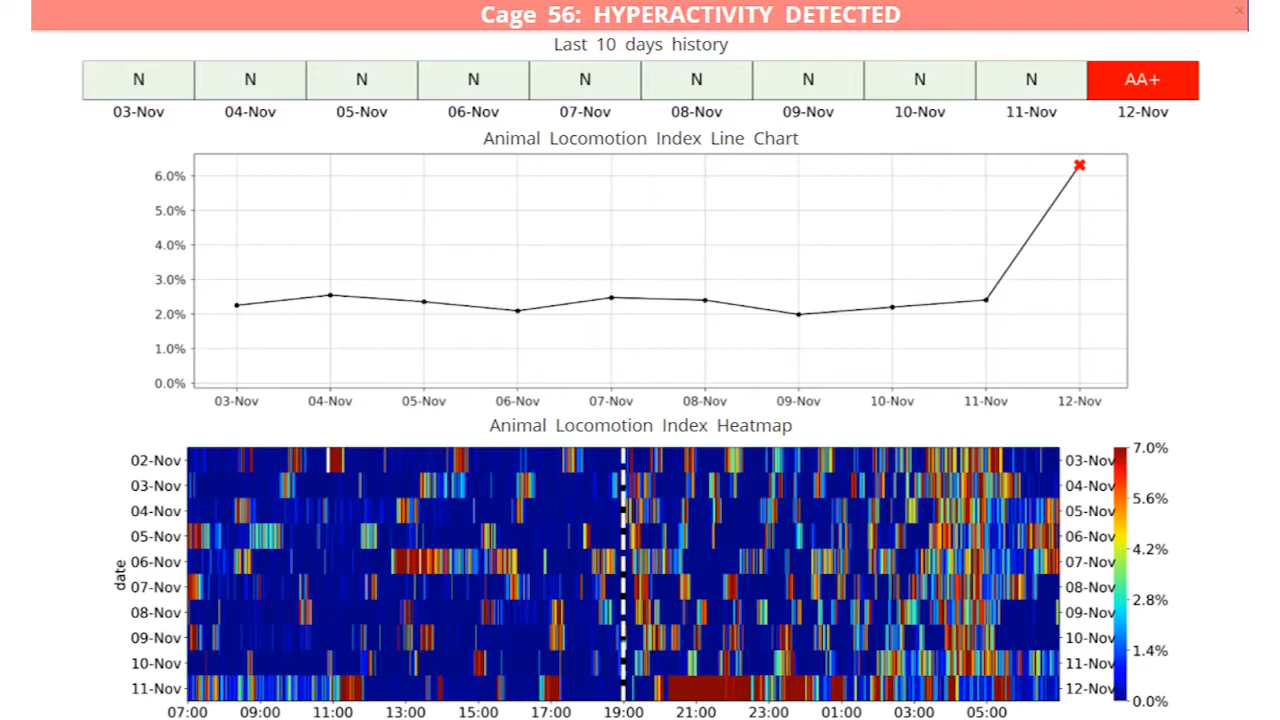 Cage 56: HYPERACTIVITY DETECTED
×
Last 10 days history
N N N N N N N N N AA+
03-Nov 04-Nov 05-Nov 06-Nov 07-Nov 08-Nov 09-Nov 10-Nov 11-Nov 12-Nov
Animal Locomotion Index Line Chart
6.0%
5.0%
4.0%
3.0%
2.0%
1.0%
0.0%
03-Nov 04-Nov 05-Nov 06-Nov 07-Nov 08-Nov 09-Nov 10-Nov 11-Nov 12-Nov
Animal Locomotion Index Heatmap
date
02-Nov 03-Nov 7.0%
03-Nov 04-Nov
04-Nov 05-Nov 5.6%
05-Nov 06-Nov 4.2%
06-Nov 07-Nov
07-Nov 08-Nov 2.8%
08-Nov 09-Nov
09-Nov 10-Nov 1.4%
10-Nov 11-Nov
11-Nov 12-Nov 0.0%
07:00 09:00 11:00 13:00 15:00 17:00 19:00 21:00 23:00 01:00 03:00 05:00